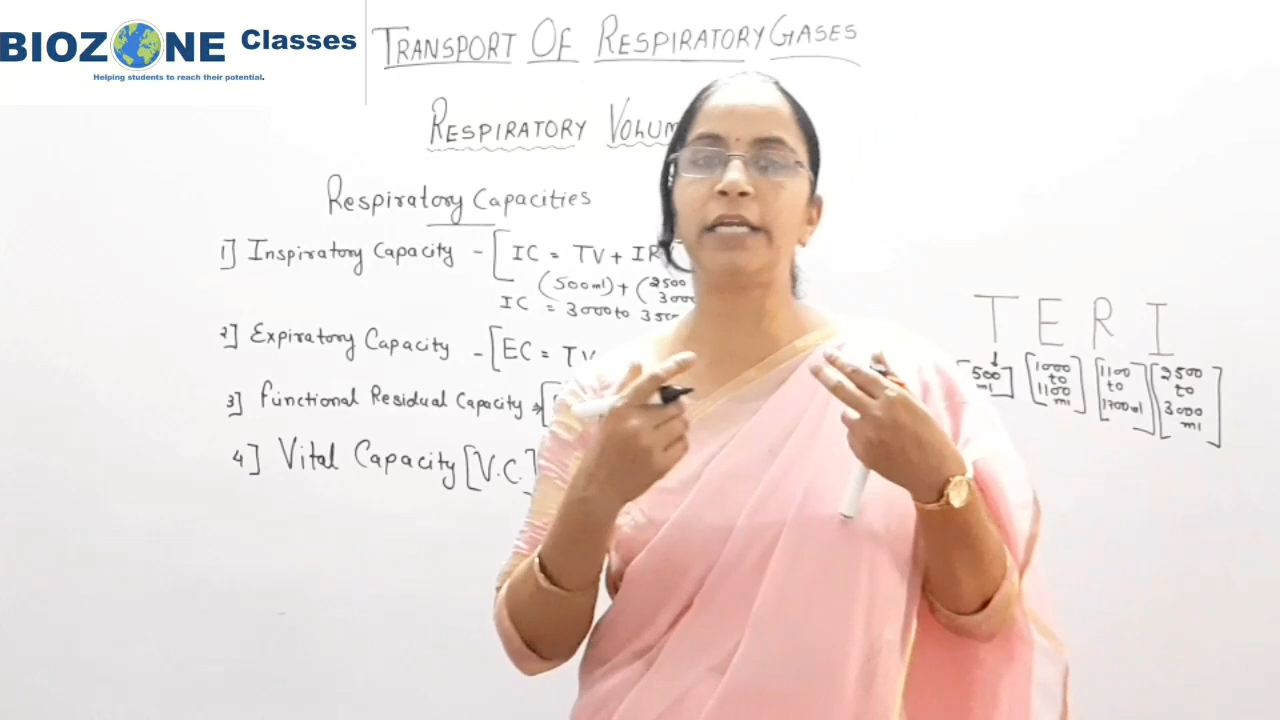 BIOZONE Classes
Helping students to reach their potential.
TRANSPORT OF RESPIRATORY GASES
RESPIRATORY VOLUM
Respiratory Capacities
1] Inspiratory Capacity - [ IC = TV + IR
(500ml) + (2500
3000
IC = 3000 to 350
2] Expiratory Capacity - [ EC = TV
3] Functional Residual Capacity → [
4] Vital Capacity [V.C.]
T E R I
500 ml] [1000 to 1100 ml] [1100 to 1200ml] [2500 to 3000 ml]